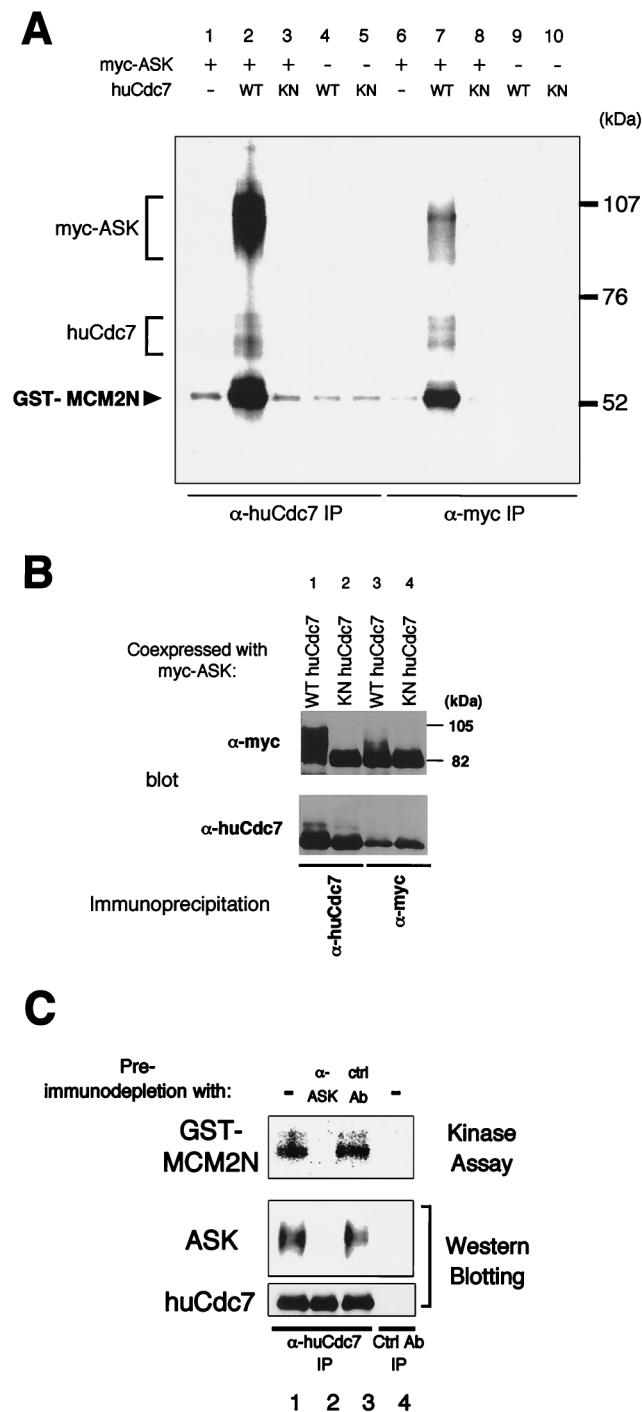 A
1 2 3 4 5 6 7 8 9 10
myc-ASK + + + - - + + + - -
huCdc7 - WT KN WT KN - WT KN WT KN
(kDa)
107
myc-ASK
76
huCdc7
GST- MCM2N
52
α-huCdc7 IP α-myc IP
B
1 2 3 4
Coexpressed with
myc-ASK:
WT huCdc7
KN huCdc7
WT huCdc7
KN huCdc7
(kDa)
105
α-myc
82
blot
α-huCdc7
Immunoprecipitation
α-huCdc7
α-myc
C
Pre-
immunodepletion with:
- α- ctrl -
ASK Ab
GST-
MCM2N
Kinase
Assay
ASK
Western
Blotting
huCdc7
α-huCdc7 Ctrl Ab
IP IP
1 2 3 4